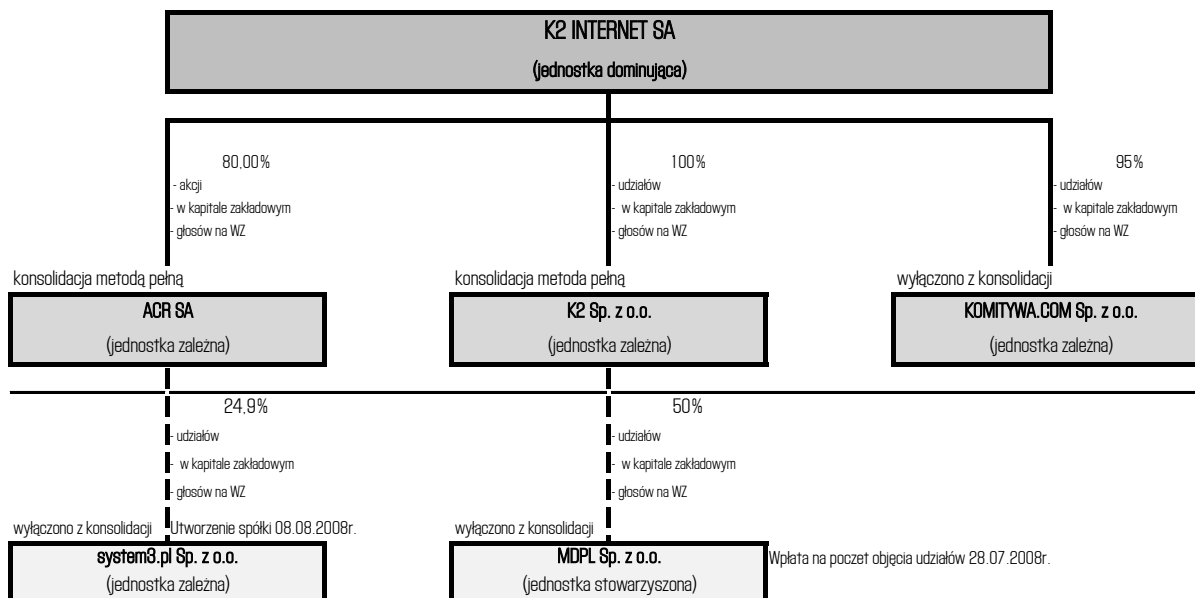 K2 INTERNET SA
(jednostka dominująca)
80,00%
- akcji
- w kapitale zakładowym
- głosów na WZ
100%
- udziałów
- w kapitale zakładowym
- głosów na WZ
95%
- udziałów
- w kapitale zakładowym
- głosów na WZ
konsolidacja metodą pełną
ACR SA
(jednostka zależna)
konsolidacja metoda pełną
K2 Sp. z o.o.
(jednostka zależna)
wyłączono z konsolidacji
KOMITYWA.COM Sp. z o.o.
(jednostka zależna)
24,9%
- udziałów
- w kapitale zakładowym
- głosów na WZ
50%
- udziałów
- w kapitale zakładowym
- głosów na WZ
wyłączono z konsolidacji
Utworzenie spółki 08.08.2008r.
system3.pl Sp. z o.o.
(jednostka zależna)
wyłączono z konsolidacji
MDPL Sp. z o.o.
(jednostka stowarzyszona)
Wpłata na poczet objęcia udziałów 28.07.2008r.